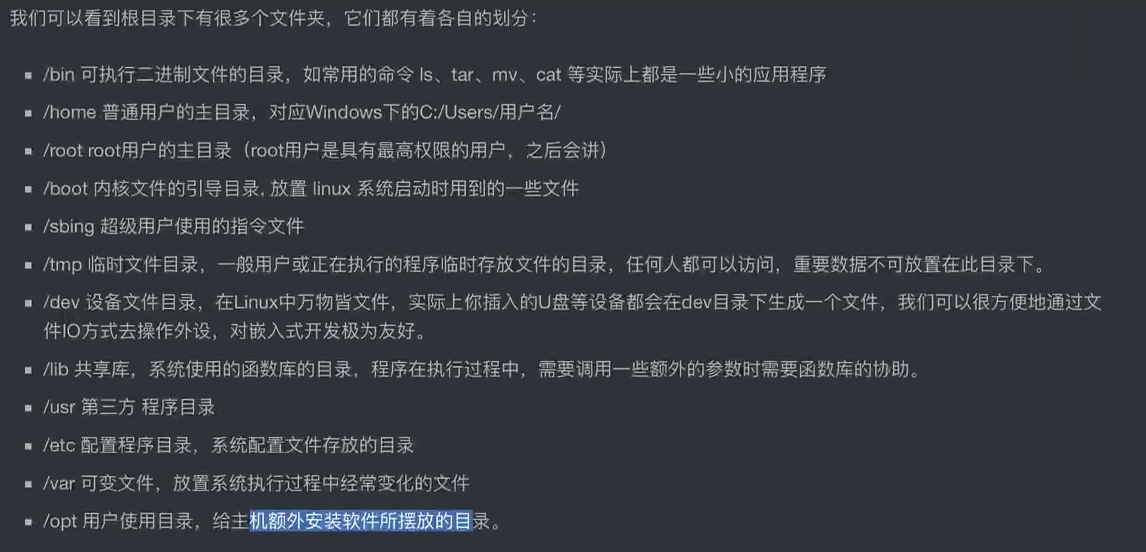 我们可以看到根目录下有很多个文件夹，它们都有着各自的划分：
/bin 可执行二进制文件的目录，如常用的命令 ls、tar、mv、cat 等实际上都是一些小的应用程序
/home 普通用户的主目录，对应Windows下的C:/Users/用户名/
/root root用户的主目录（root用户是具有最高权限的用户，之后会讲）
/boot 内核文件的引导目录, 放置 linux 系统启动时用到的一些文件
/sbing 超级用户使用的指令文件
/tmp 临时文件目录，一般用户或正在执行的程序临时存放文件的目录，任何人都可以访问，重要数据不可放置在此目录下。
/dev 设备文件目录，在Linux中万物皆文件，实际上你插入的U盘等设备都会在dev目录下生成一个文件，我们可以很方便地通过文
件IO方式去操作外设，对嵌入式开发极为友好。
/lib 共享库，系统使用的函数库的目录，程序在执行过程中，需要调用一些额外的参数时需要函数库的协助。
/usr 第三方 程序目录
/etc 配置程序目录，系统配置文件存放的目录
/var 可变文件，放置系统执行过程中经常变化的文件
/opt 用户使用目录，给主机额外安装软件所摆放的目录。